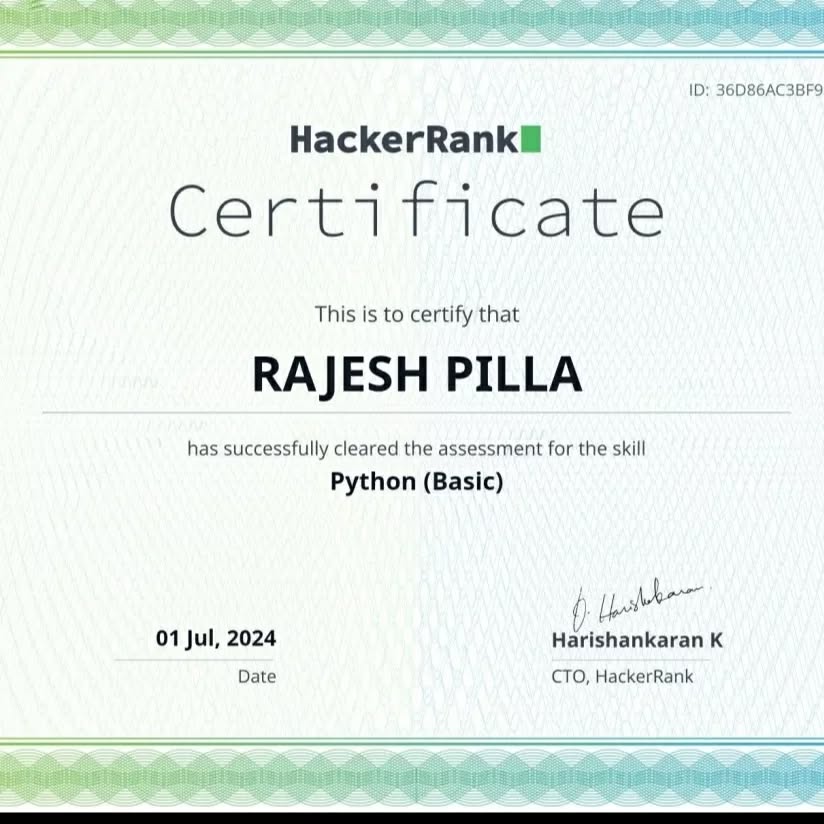 ID: 36D86AC3BF9
HackerRank
Certificate
This is to certify that
RAJESH PILLA
has successfully cleared the assessment for the skill
Python (Basic)
01 Jul, 2024
Date
Harishankaran K
CTO, HackerRank